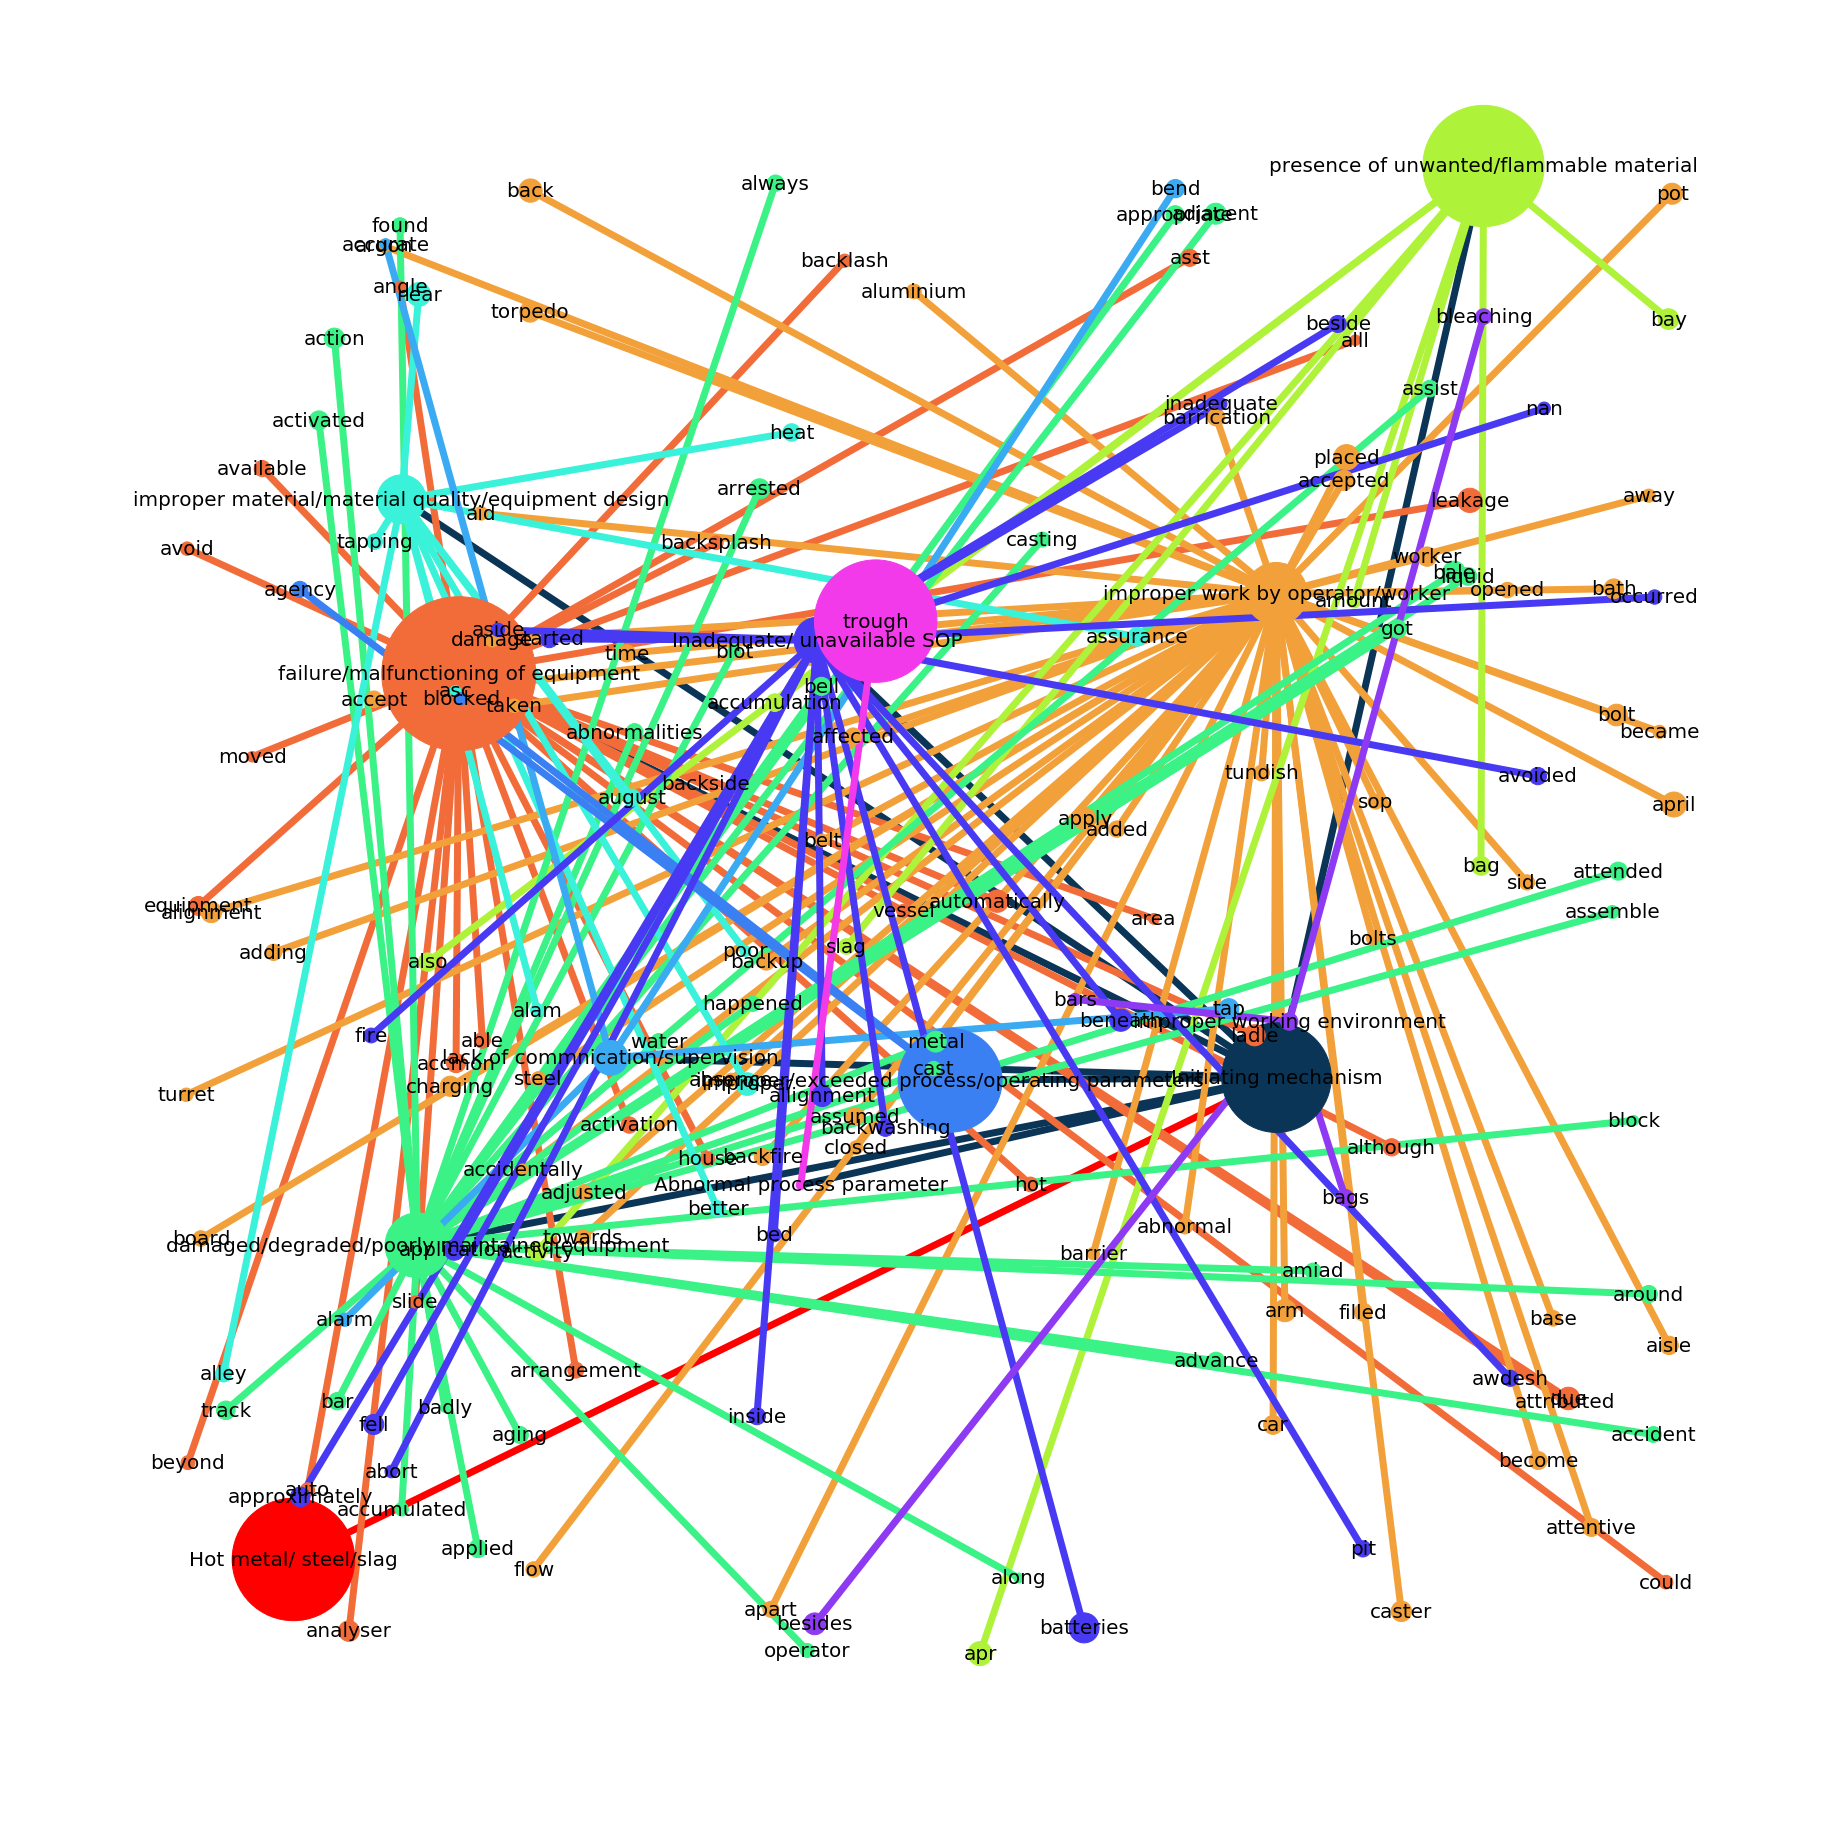 presence of unwanted/flammable material
always
bend
back
pot
appropriate
adjacent
found
accurate
argon
backlash
asst
angle
near
aluminium
torpedo
bleaching
bay
beside
action
alll
assist
inadequate
barrication
nan
activated
heat
placed
available
accepted
arrested
away
improper material/material quality/equipment design
leakage
aid
tapping
backsplash
casting
avoid
worker
bale
liquid
agency
improper work by operator/worker
opened
bath
amount
occurred
trough
aside
got
damage
started
Inadequate/ unavailable SOP
assurance
time
blot
failure/malfunctioning of equipment
bell
asc
accept
blocked
taken
accumulation
bolt
abnormalities
affected
became
moved
tundish
avoided
backside
august
sop
april
apply
added
belt
bag
attended
side
equipment
alignment
automatically
vesser
area
assemble
bolts
adding
poor
slag
also
backup
bars
happened
tap
alam
beneath
improper working environment
fire
able
water
metal
ladle
lack of commnication/supervision
accmon
cast
steel
charging
absence
improper/exceeded process/operating parameters
Initiating mechanism
turret
allignment
assumed
activation
backwashing
block
closed
although
accidentally
house
backfire
adjusted
Abnormal process parameter
hot
bags
better
abnormal
board
towards
bed
damaged/degraded/poorly maintained equipment
application
activity
barrier
amiad
around
slide
alarm
arm
filled
base
aisle
alley
arrangement
advance
awdesh
bar
attributed
due
track
badly
inside
fell
car
aging
accident
beyond
abort
become
auto
approximately
accumulated
attentive
applied
pit
Hot metal/ steel/slag
flow
along
could
apart
caster
besides
batteries
analyser
operator
apr